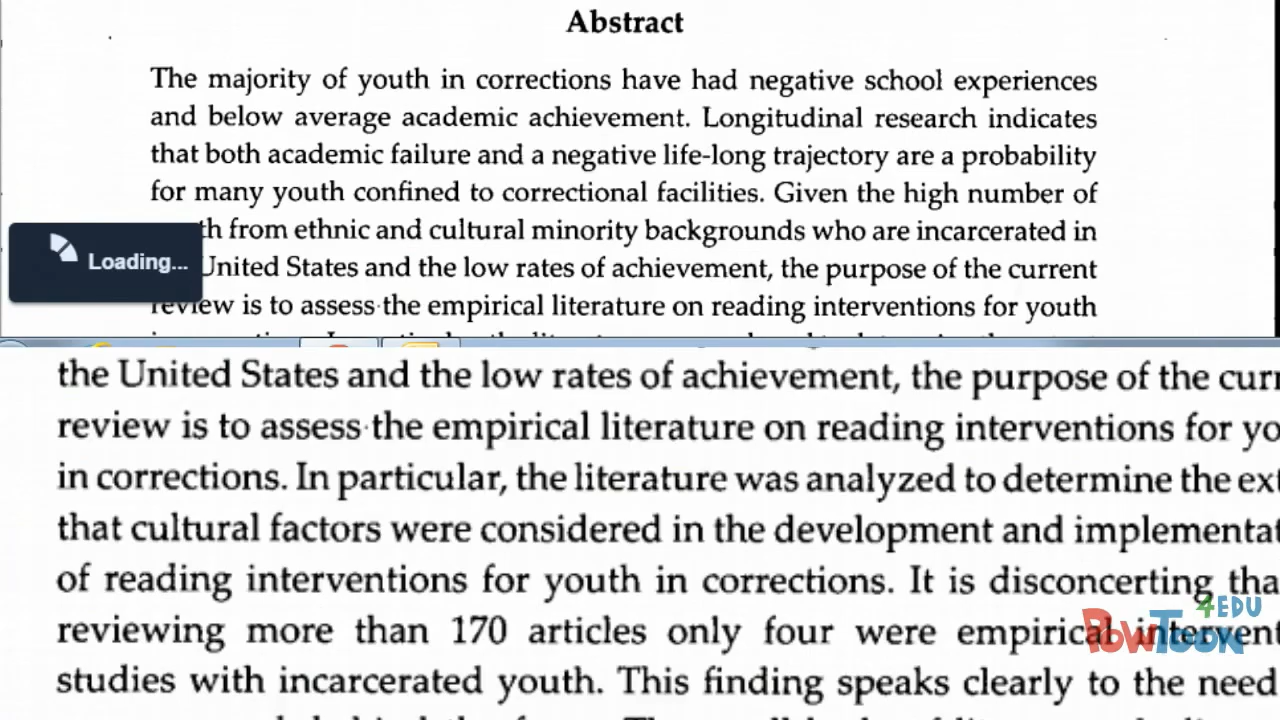 Abstract
The majority of youth in corrections have had negative school experiences
and below average academic achievement. Longitudinal research indicates
that both academic failure and a negative life-long trajectory are a probability
for many youth confined to correctional facilities. Given the high number of
from ethnic and cultural minority backgrounds who are incarcerated in
Loading...
United States and the low rates of achievement, the purpose of the current
review is to assess the empirical literature on reading interventions for youth
the United States and the low rates of achievement, the purpose of the curr
review is to assess the empirical literature on reading interventions for yo
in corrections. In particular, the literature was analyzed to determine the ext
that cultural factors were considered in the development and implementat
of reading interventions for youth in corrections. It is disconcerting tha
4EDU
reviewing more than 170 articles only four were empirical intervent
PowToon
studies with incarcerated youth. This finding speaks clearly to the need